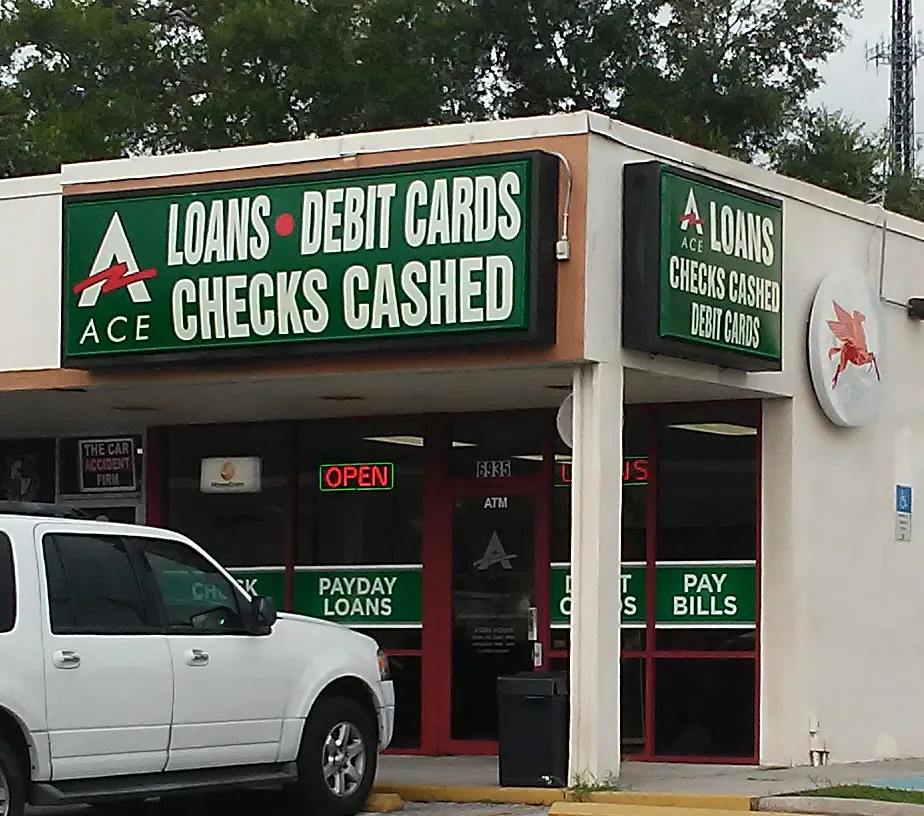 LOANS • DEBIT CARDS
CHECKS CASHED
ACE
ACE
LOANS
CHECKS CASHED
DEBIT CARDS
THE CAR
ACCIDENT
FIRM
MoneyGram
OPEN
6935
ATM
PAYDAY
LOANS
PAY
BILLS